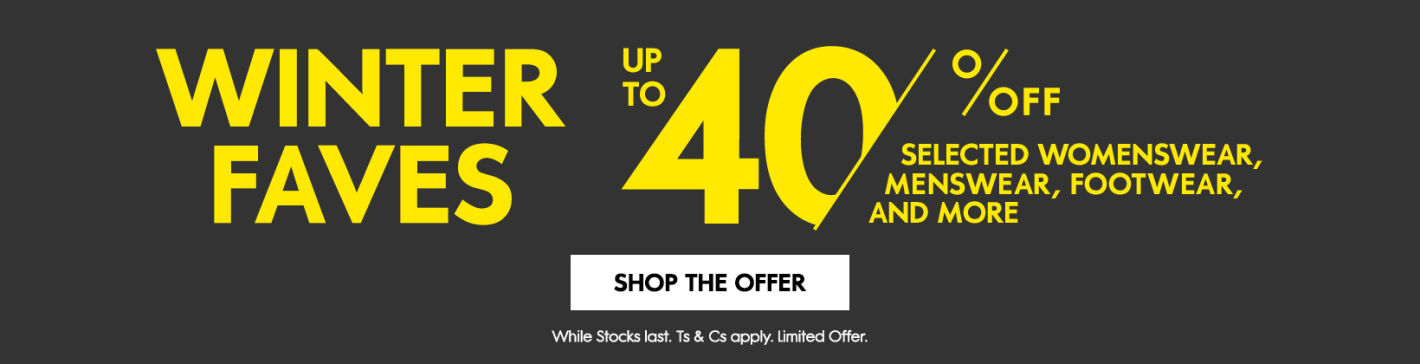 WINTER
FAVES
UP
TO
40% OFF
SELECTED WOMENSWEAR,
MENSWEAR, FOOTWEAR,
AND MORE
SHOP THE OFFER
While Stocks last. Ts & Cs apply. Limited Offer.